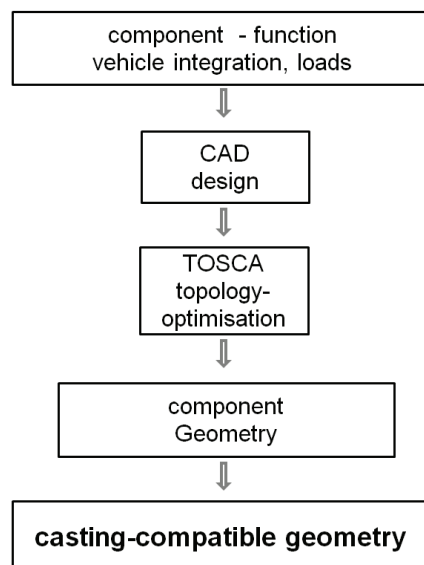 component - function
vehicle integration, loads
CAD
design
TOSCA
topology-
optimisation
component
Geometry
casting-compatible geometry